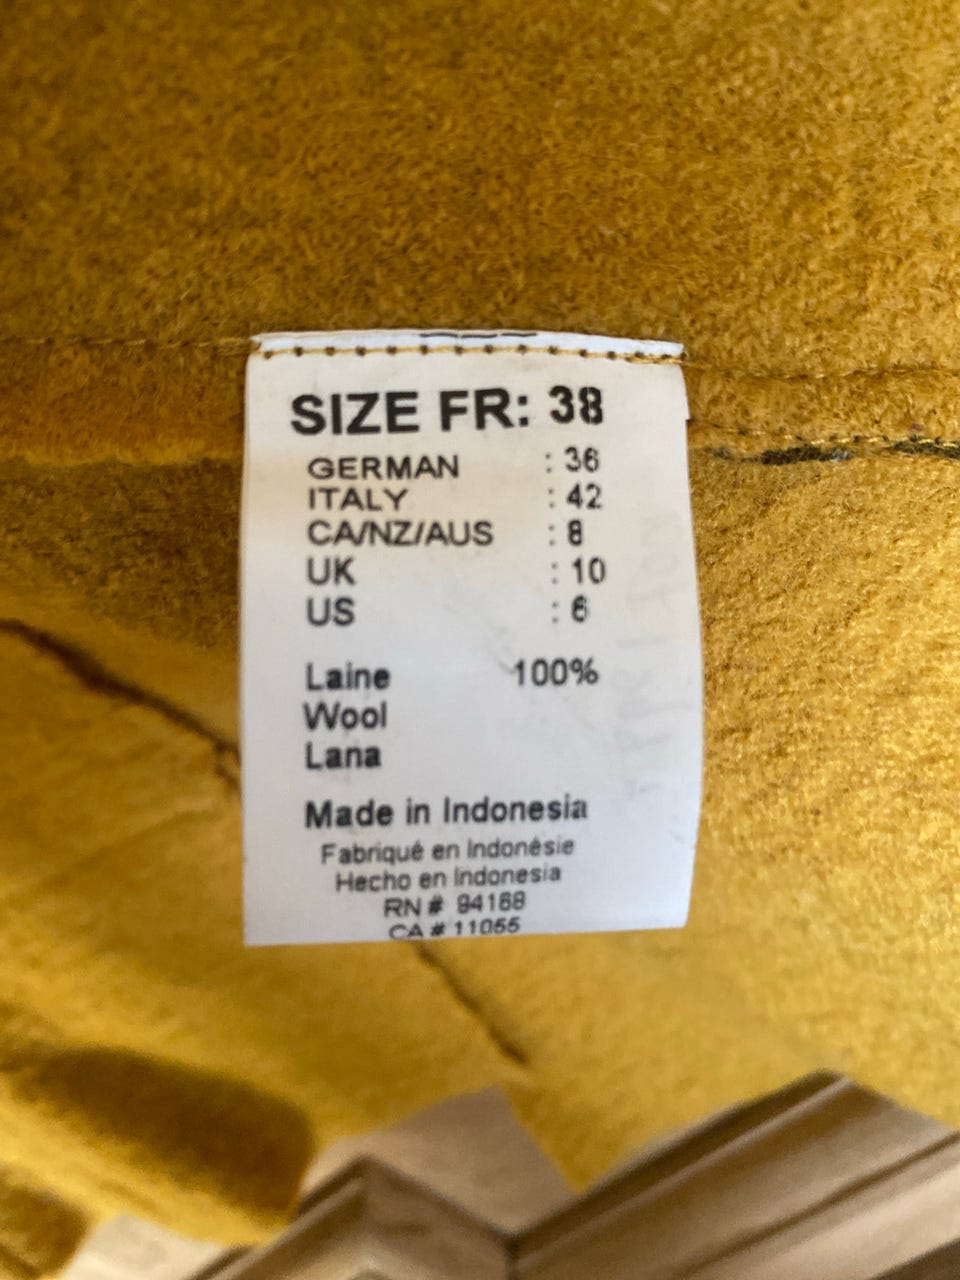 SIZE FR: 38
GERMAN : 36
ITALY : 42
CA/NZ/AUS : 8
UK : 10
US : 6
Laine 100%
Wool
Lana
Made in Indonesia
Fabriqué en Indonésie
Hecho en Indonesia
RN # 94168
CA # 11055